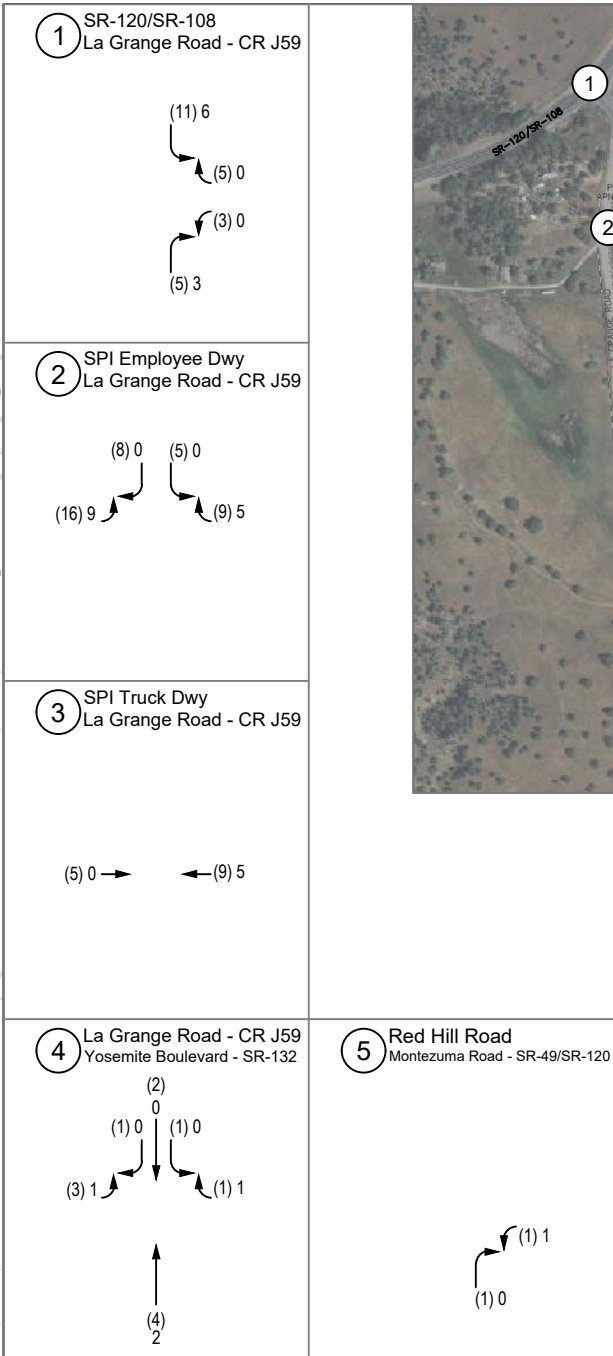 1
SR-120/SR-108
La Grange Road - CR J59
(11) 6
(5) 0
(3) 0
(5) 3
1
SR-120/SR-108
2
LA GRANGE ROAD
2
SPI Employee Dwy
La Grange Road - CR J59
(8) 0 (5) 0
(16) 9 (9) 5
3
SPI Truck Dwy
La Grange Road - CR J59
(5) 0 (9) 5
4
La Grange Road - CR J59
Yosemite Boulevard - SR-132
(2)
0
(1) 0 (1) 0
(3) 1 (1) 1
(4)
2
5
Red Hill Road
Montezuma Road - SR-49/SR-120
(1) 1
(1) 0